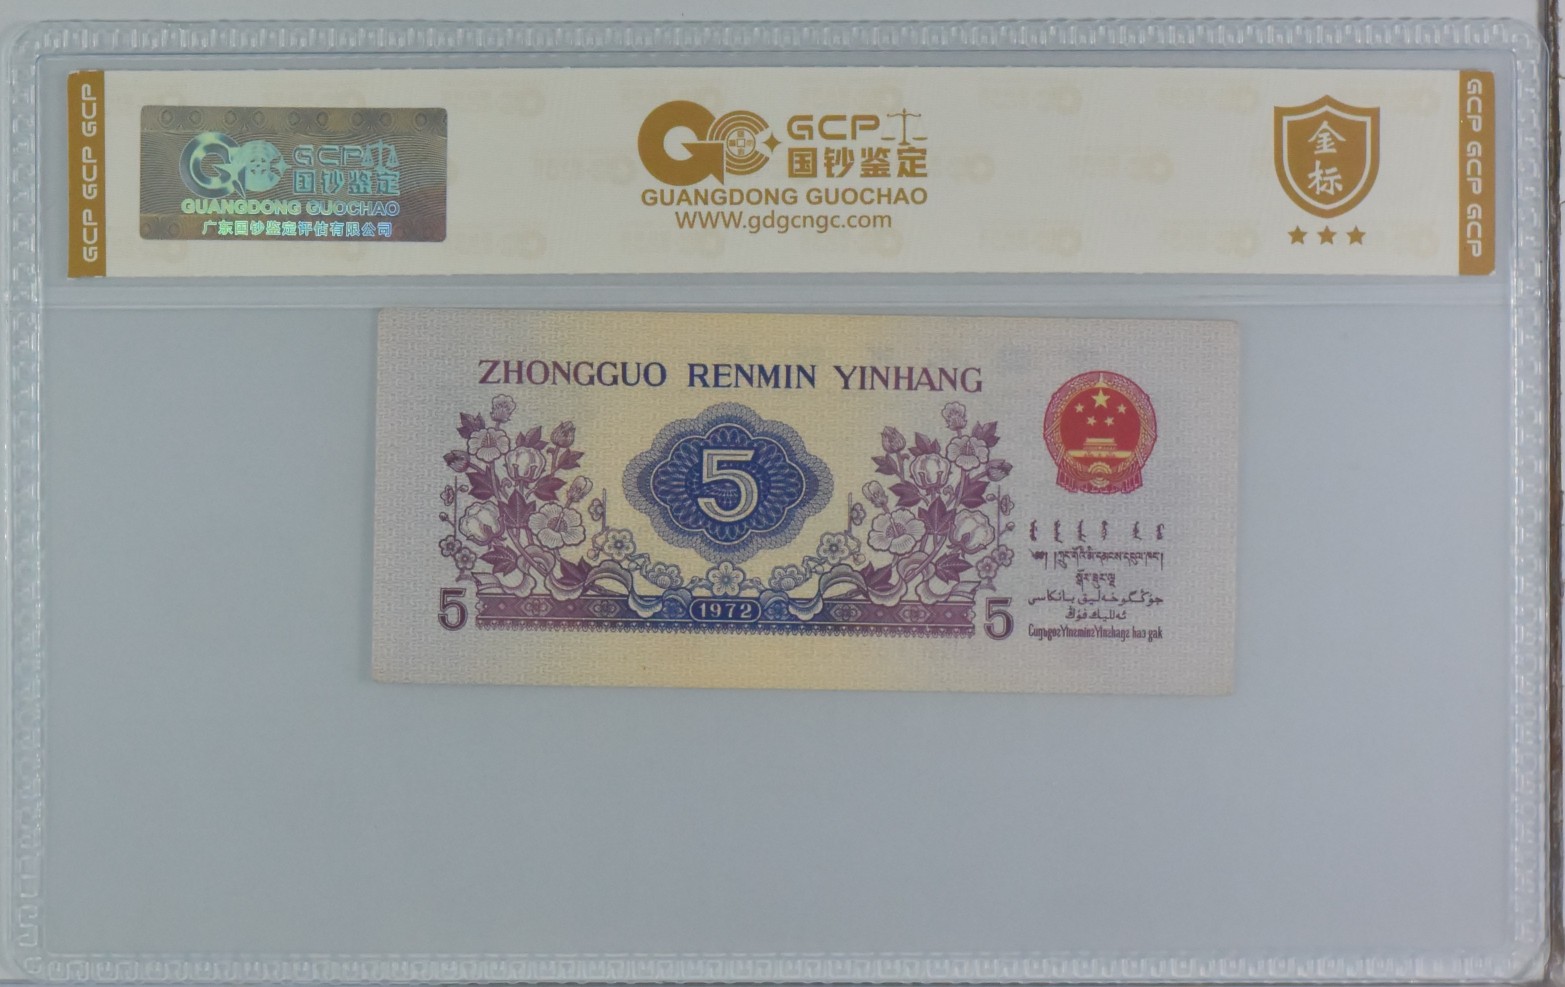 GCP GCP GCP
GCP
国钞鉴定
GUANGDONG GUOCHAO
广东国钞鉴定评估有限公司
GCP
国钞鉴定
GUANGDONG GUOCHAO
WWW.gdgcngc.com
金
标
GCP GCP GCP
ZHONGGUO RENMIN YINHANG
5
1972
5
5